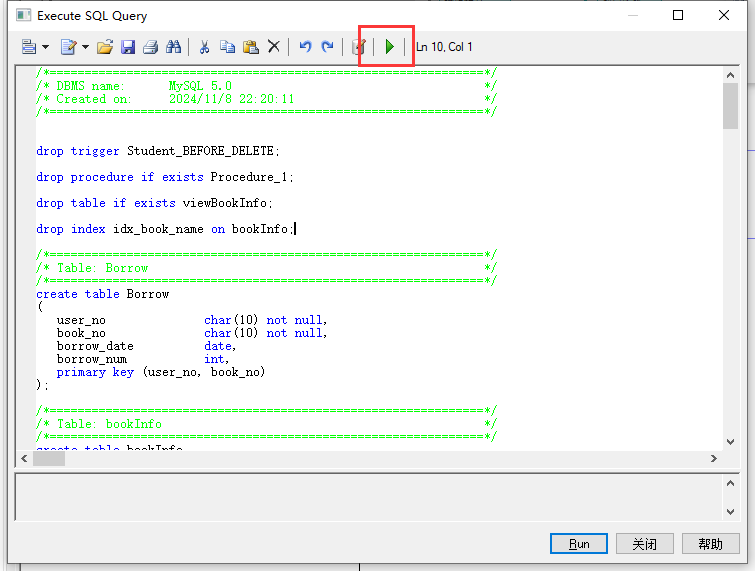 Execute SQL Query
Ln 10, Col 1
/*==============================================================*/
/* DBMS name:      MySQL 5.0                                    */
/* Created on:     2024/11/8 22:20:11                           */
/*==============================================================*/
drop trigger Student_BEFORE_DELETE;
drop procedure if exists Procedure_1;
drop table if exists viewBookInfo;
drop index idx_book_name on bookInfo;
/*==============================================================*/
/* Table: Borrow                                                */
/*==============================================================*/
create table Borrow
(
   user_no              char(10) not null,
   book_no              char(10) not null,
   borrow_date          date,
   borrow_num           int,
   primary key (user_no, book_no)
);
/*==============================================================*/
/* Table: bookInfo                                              */
/*==============================================================*/
create table bookInfo
Run
关闭
帮助